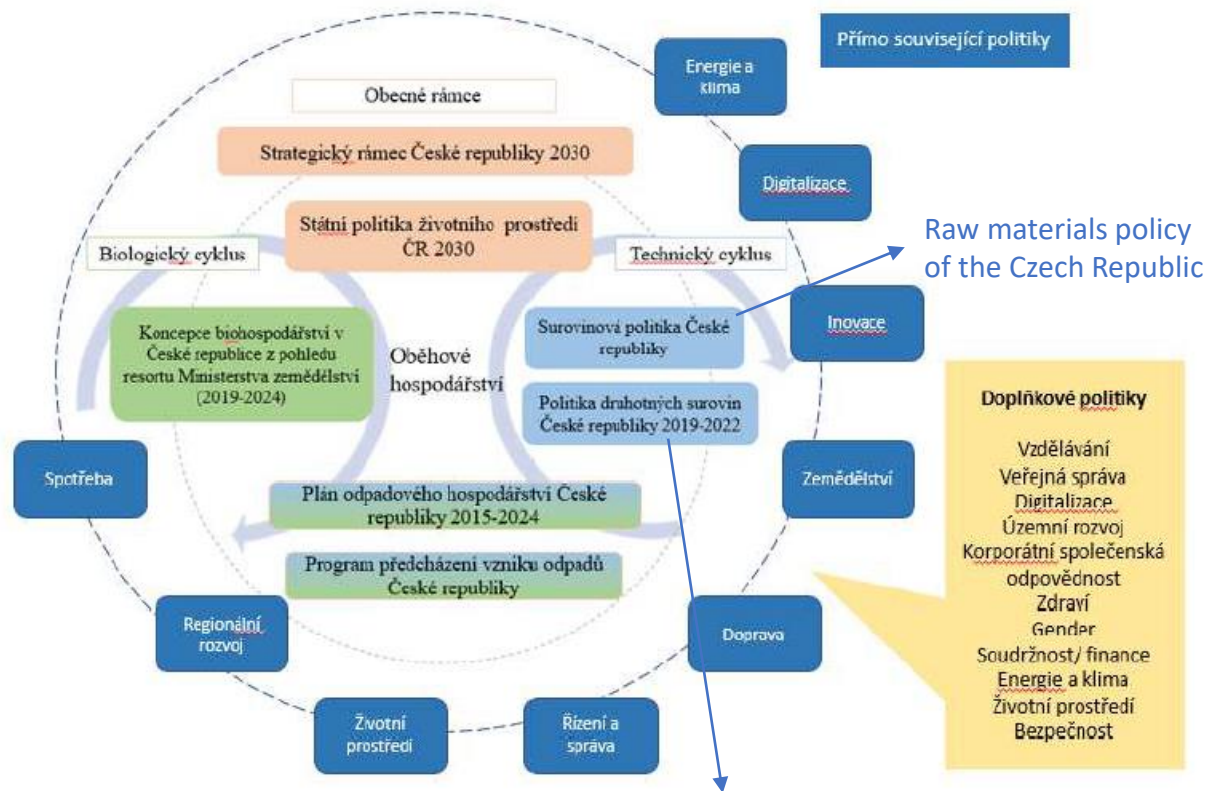 Přímo související politiky
Energie a
klima
Obecné rámce
Strategický rámec České republiky 2030
Digitalizace
Státní politika životního prostředí
ČR 2030
Biologický cyklus
Technický cyklus
Raw materials policy
of the Czech Republic
Inovace
Koncepce biohospodářství v
České republice z pohledu
resortu Ministerstva zemědělství
(2019-2024)
Oběhové
hospodářství
Surovinová politika České
republiky
Politika druhotných surovin
České republiky 2019-2022
Spotřeba
Zemědělství
Plán odpadového hospodářství České
republiky 2015-2024
Program předcházení vzniku odpadů
České republiky
Regionální
rozvoj
Doprava
Životní
prostředí
Řízení a
správa
Doplňkové politiky
Vzdělávání
Veřejná správa
Digitalizace
Územní rozvoj
Korporátní společenská
odpovědnost
Zdraví
Gender
Soudržnost/ finance
Energie a klima
Životní prostředí
Bezpečnost